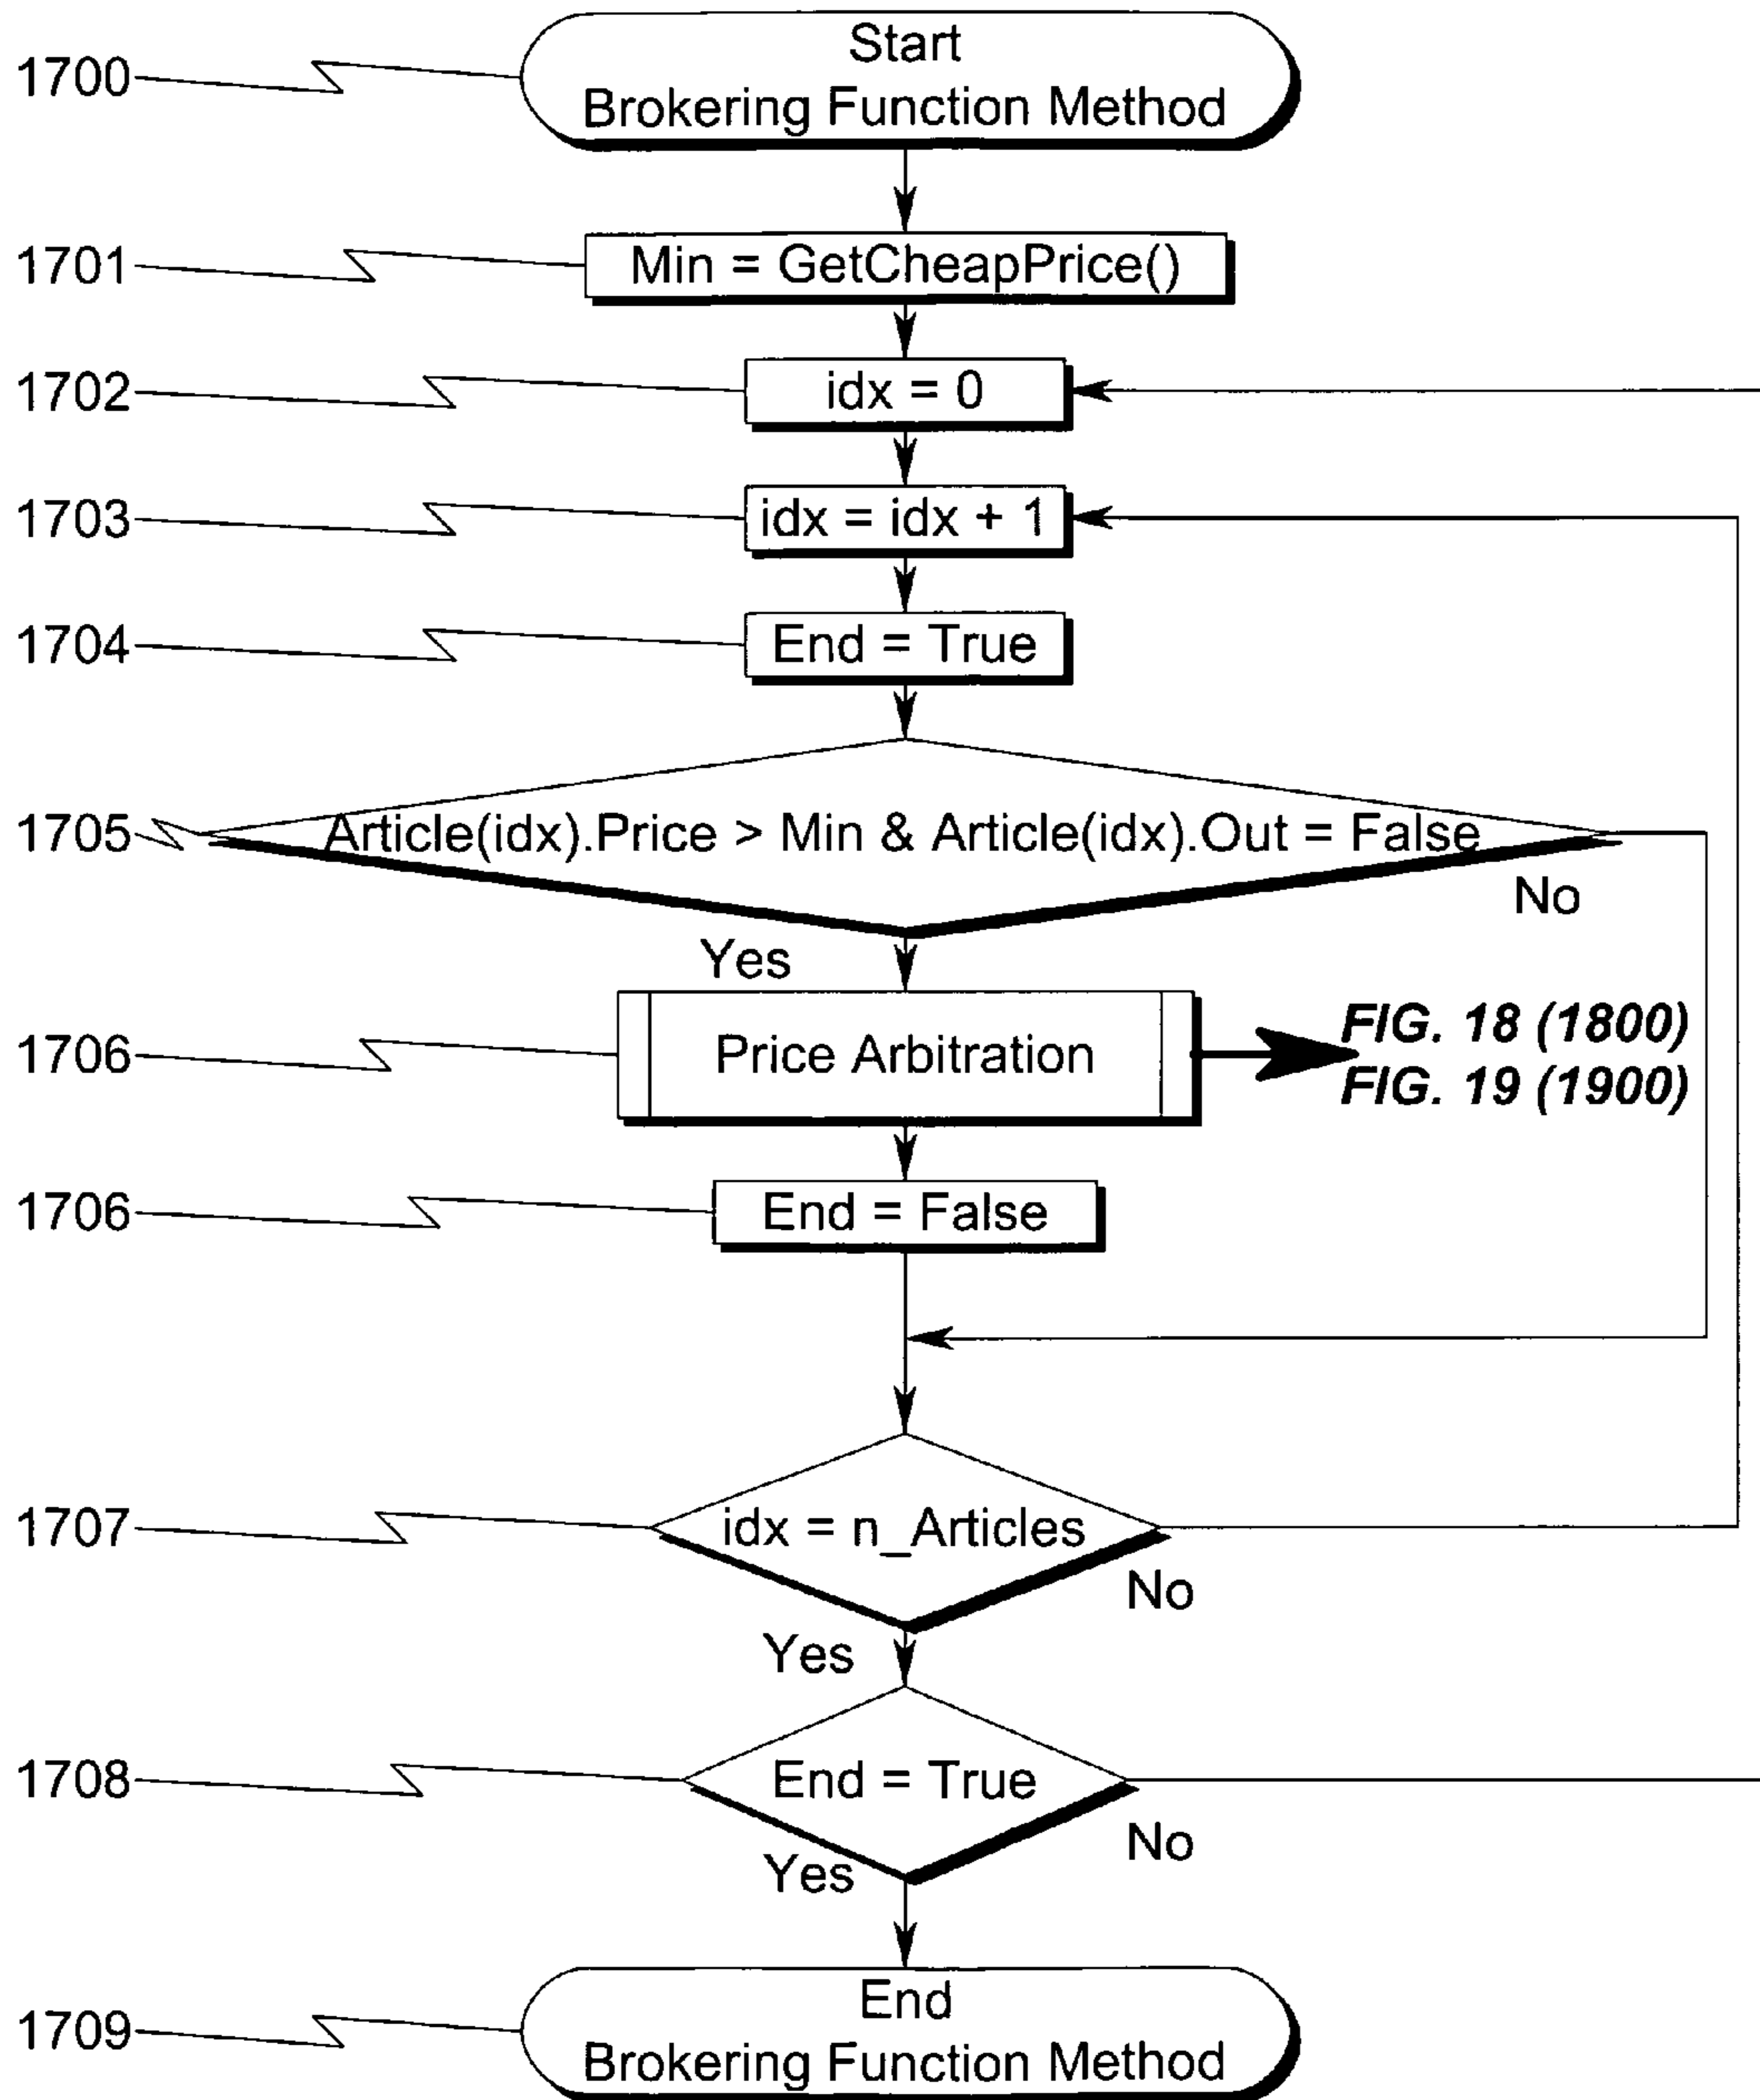 1700
Start
Brokering Function Method
1701
Min = GetCheapPrice()
1702
idx = 0
1703
idx = idx + 1
1704
End = True
1705
Article(idx).Price > Min & Article(idx).Out = False
No
Yes
1706
Price Arbitration
FIG. 18 (1800)
FIG. 19 (1900)
1706
End = False
1707
idx = n_Articles
No
Yes
1708
End = True
No
Yes
1709
End
Brokering Function Method